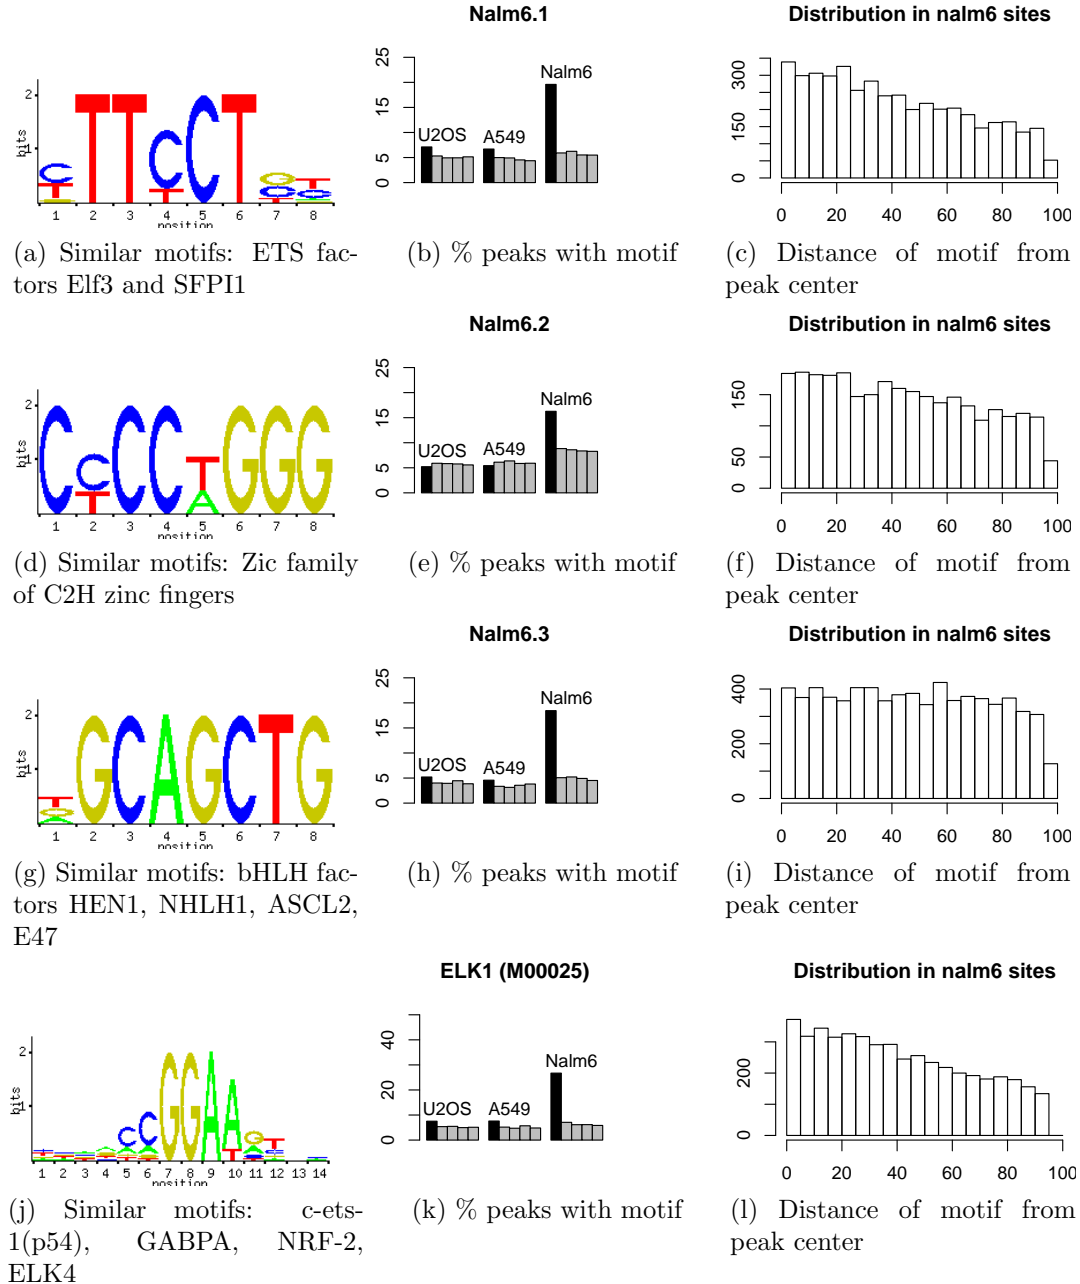 Nalm6.1
Distribution in nalm6 sites
bits
2
1
1 2 3 4 5 6 7 8
position
25
15
5
0
U2OS
A549
Nalm6
300
150
0
0 20 40 60 80 100
(a) Similar motifs: ETS fac-
tors Elf3 and SFPI1
(b) % peaks with motif
(c) Distance of motif from
peak center
Nalm6.2
Distribution in nalm6 sites
bits
2
1
1 2 3 4 5 6 7 8
position
25
15
5
0
U2OS
A549
Nalm6
150
50
0
0 20 40 60 80 100
(d) Similar motifs: Zic family
of C2H zinc fingers
(e) % peaks with motif
(f) Distance of motif from
peak center
Nalm6.3
Distribution in nalm6 sites
bits
2
1
1 2 3 4 5 6 7 8
position
25
15
5
0
U2OS
A549
Nalm6
400
200
0
0 20 40 60 80 100
(g) Similar motifs: bHLH fac-
tors HEN1, NHLH1, ASCL2,
E47
(h) % peaks with motif
(i) Distance of motif from
peak center
ELK1 (M00025)
Distribution in nalm6 sites
bits
2
1
1 2 3 4 5 6 7 8 9 10 11 12 13 14
position
40
20
0
U2OS
A549
Nalm6
200
0
0 20 40 60 80 100
(j) Similar motifs: c-ets-
1(p54), GABPA, NRF-2,
ELK4
(k) % peaks with motif
(l) Distance of motif from
peak center